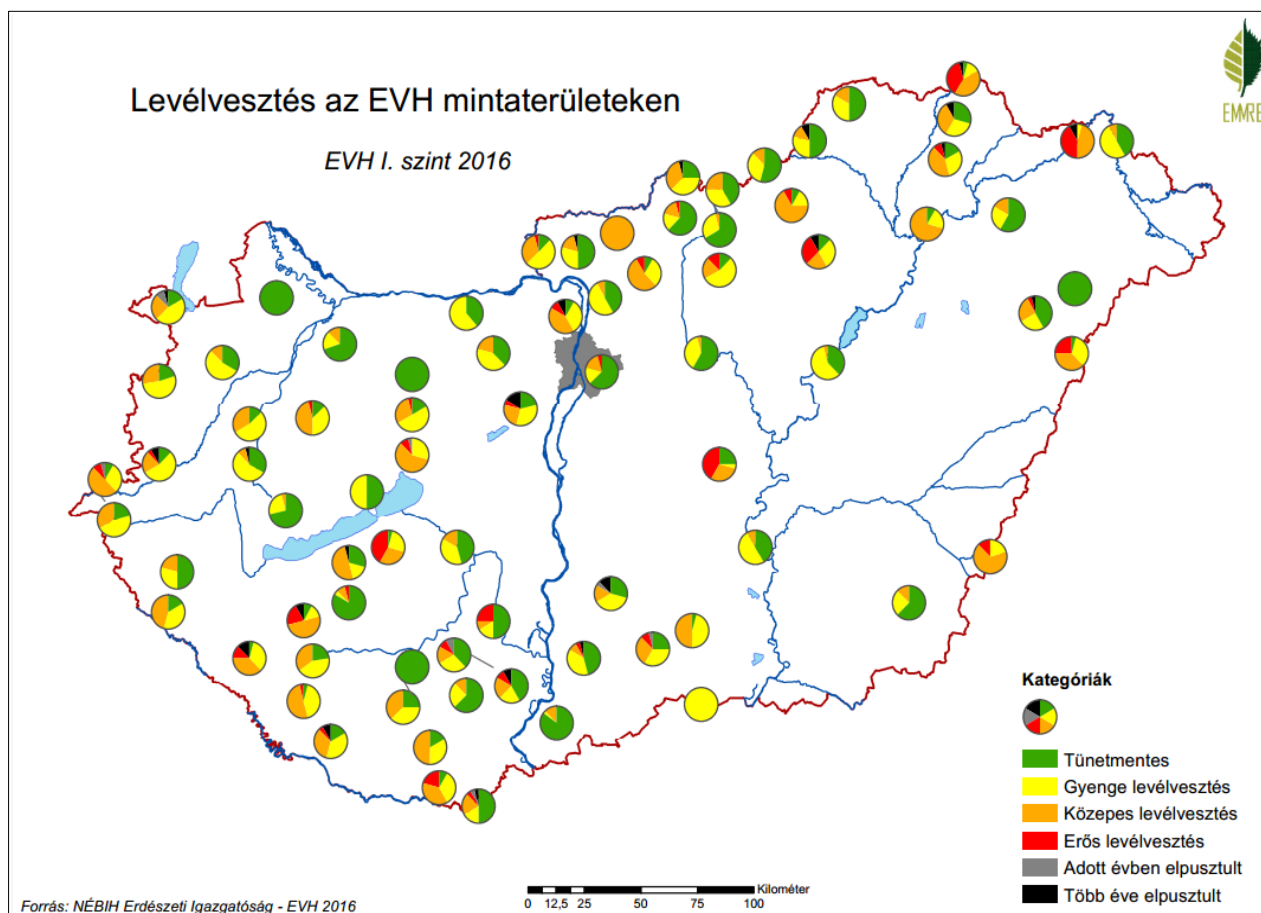 Levélvesztés az EVH mintaterületeken
EVH I. szint 2016
EMMRE
Kategóriák
Tünetmentes
Gyenge levélvesztés
Közepes levélvesztés
Erős levélvesztés
Adott évben elpusztult
Több éve elpusztult
Kilométer
0 12,5 25 50 75 100
Forrás: NÉBIH Erdészeti Igazgatóság - EVH 2016